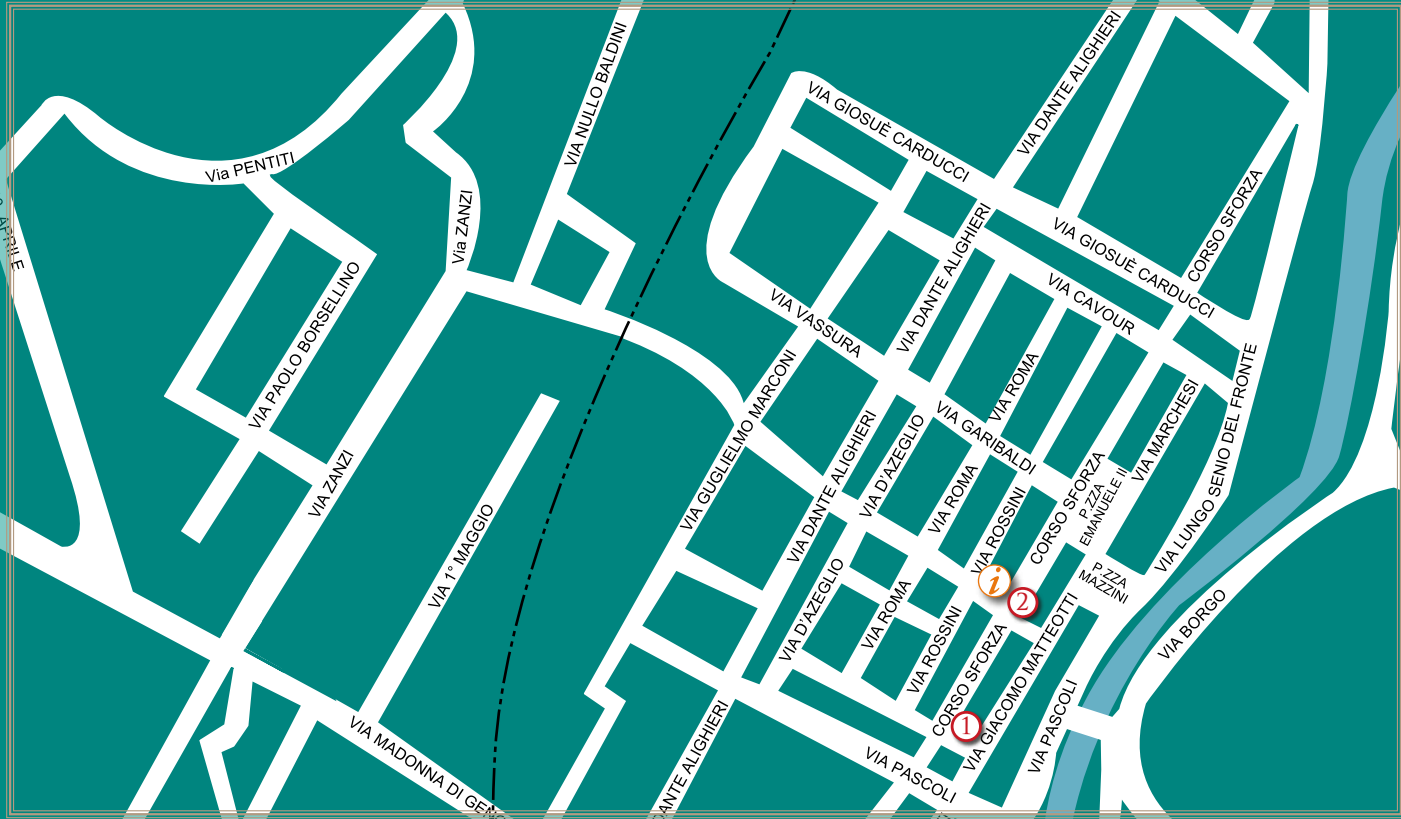 VIA NULLO BALDINI
VIA DANTE ALIGHIERI
VIA GIOSUÈ CARDUCCI
Via PENTITI
Via ZANZI
APRILE
VIA DANTE ALIGHIERI
CORSO SFORZA
VIA GIOSUÈ CARDUCCI
VIA PAOLO BORSELLINO
VIA VASSURA
VIA CAVOUR
VIA GUGLIELMO MARCONI
VIA ROMA
VIA MARCHESI
VIA LUNGO SENIO DEL FRONTE
VIA GARIBALDI
VIA DANTE ALIGHIERI
VIA D'AZEGLIO
VIA ZANZI
VIA ROMA
VIA ROSSINI
CORSO SFORZA
P.ZZA
EMANUELE II
VIA 1° MAGGIO
P.ZZA
MAZZINI
i
2
VIA D'AZEGLIO
VIA ROMA
VIA ROSSINI
CORSO SFORZA
VIA GIACOMO MATTEOTTI
VIA BORGO
1
VIA PASCOLI
VIA MADONNA DI GENO
DANTE ALIGHIERI
VIA PASCOLI